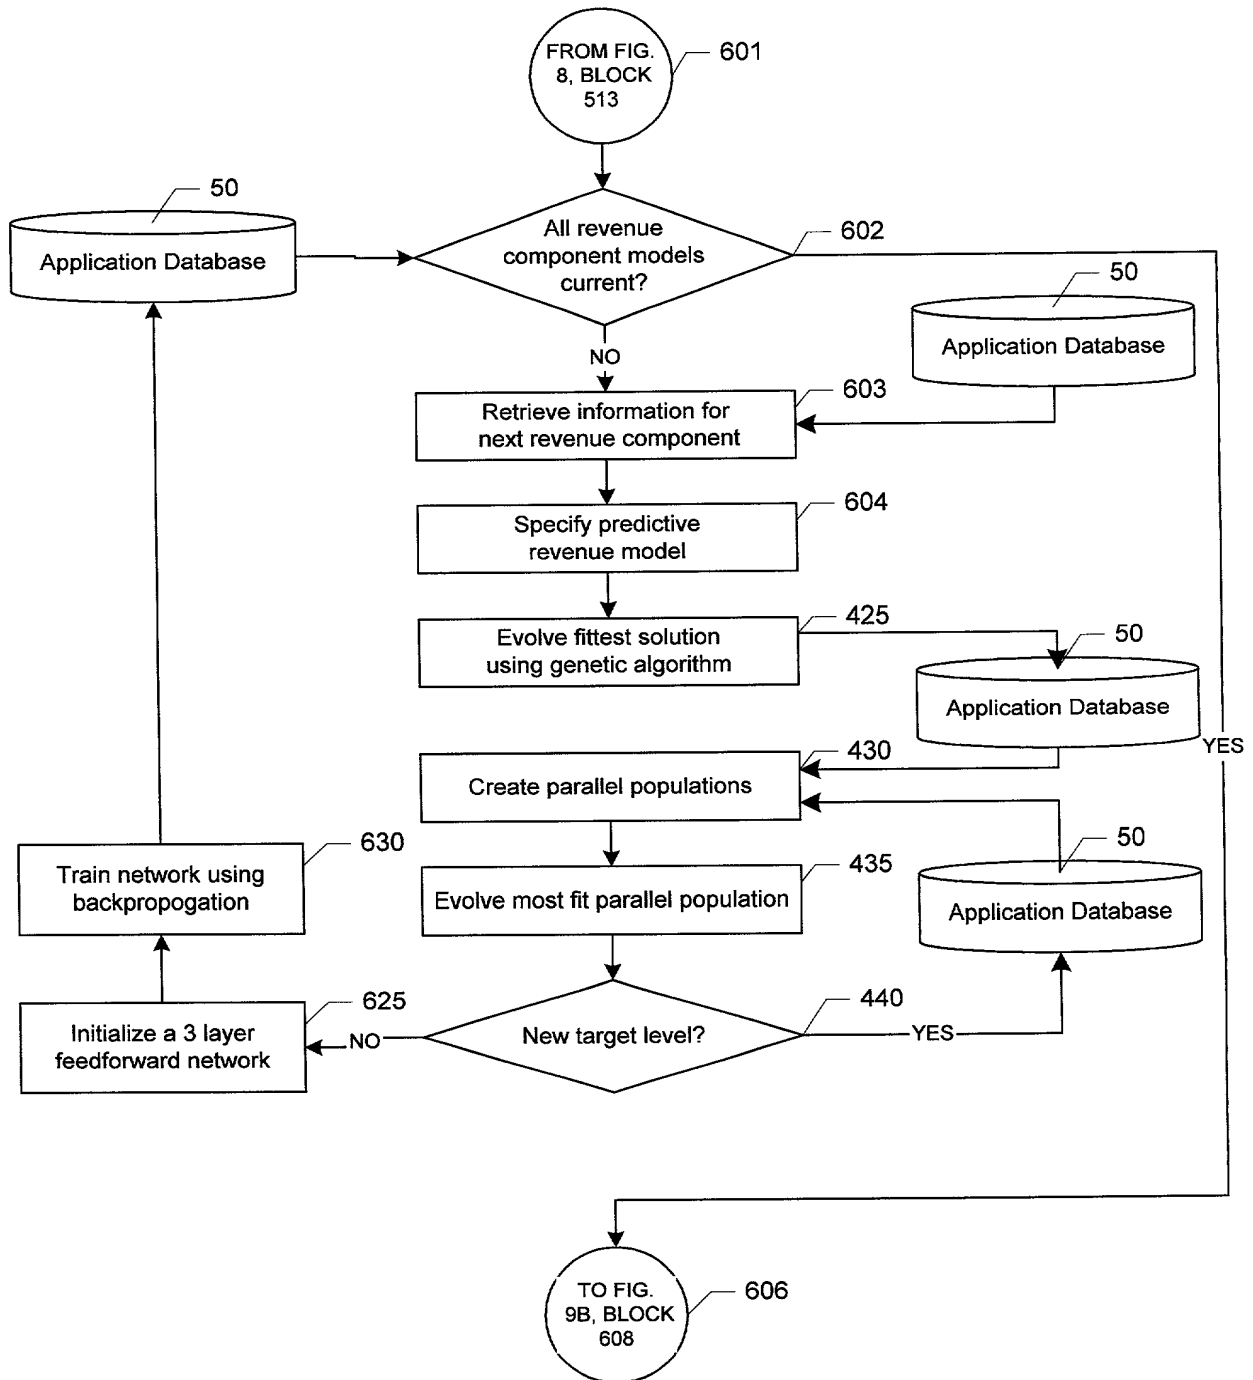 FROM FIG.
8, BLOCK
513
601
50
Application Database
All revenue
component models
current?
602
50
Application Database
NO
603
Retrieve information for
next revenue component
604
Specify predictive
revenue model
425
Evolve fittest solution
using genetic algorithm
50
Application Database
YES
430
Create parallel populations
630
Train network using
backpropogation
435
Evolve most fit parallel population
50
Application Database
625
Initialize a 3 layer
feedforward network
NO
New target level?
440
YES
TO FIG.
9B, BLOCK
608
606